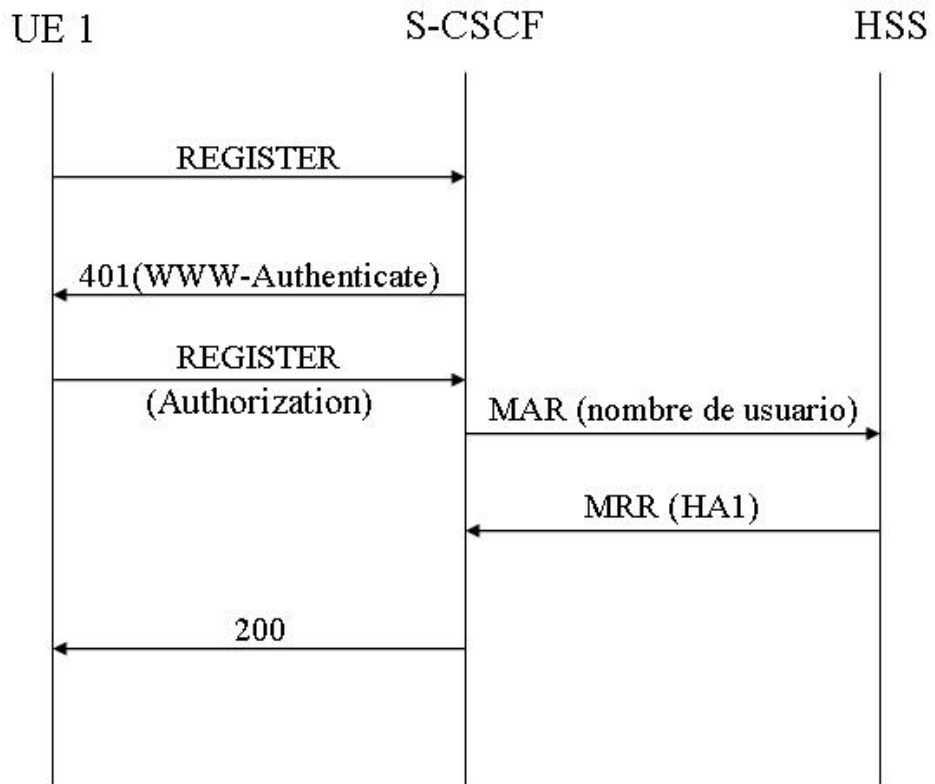 UE 1
S-CSCF
HSS
REGISTER
401(WWW-Authenticate)
REGISTER
(Authorization)
MAR (nombre de usuario)
MRR (HA1)
200